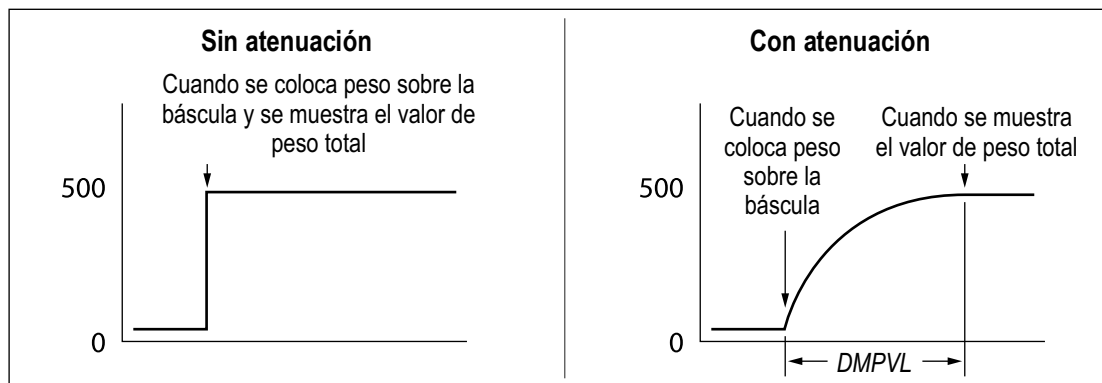 Sin atenuación
Cuando se coloca peso sobre la
báscula y se muestra el valor de
peso total
500
0
Con atenuación
Cuando se
coloca peso
sobre la
báscula
Cuando se muestra
el valor de peso total
500
0
DMPVL